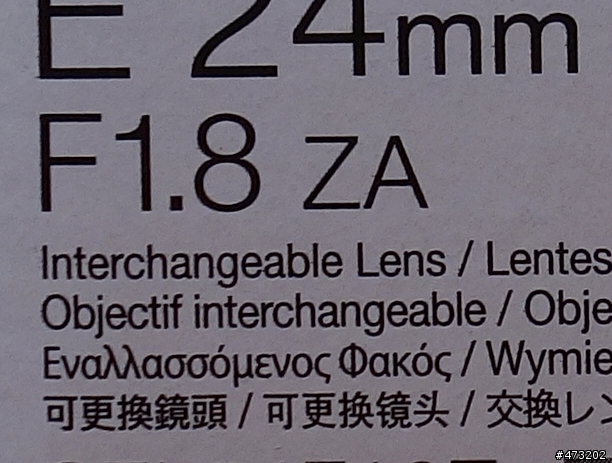 E 24mm
F1.8 ZA
Interchangeable Lens / Lentes
Objectif interchangeable / Obje
Εναλλασσόμενος Φακός / Wymie
可更換鏡頭 / 可更换镜头 / 交換レン
#473202